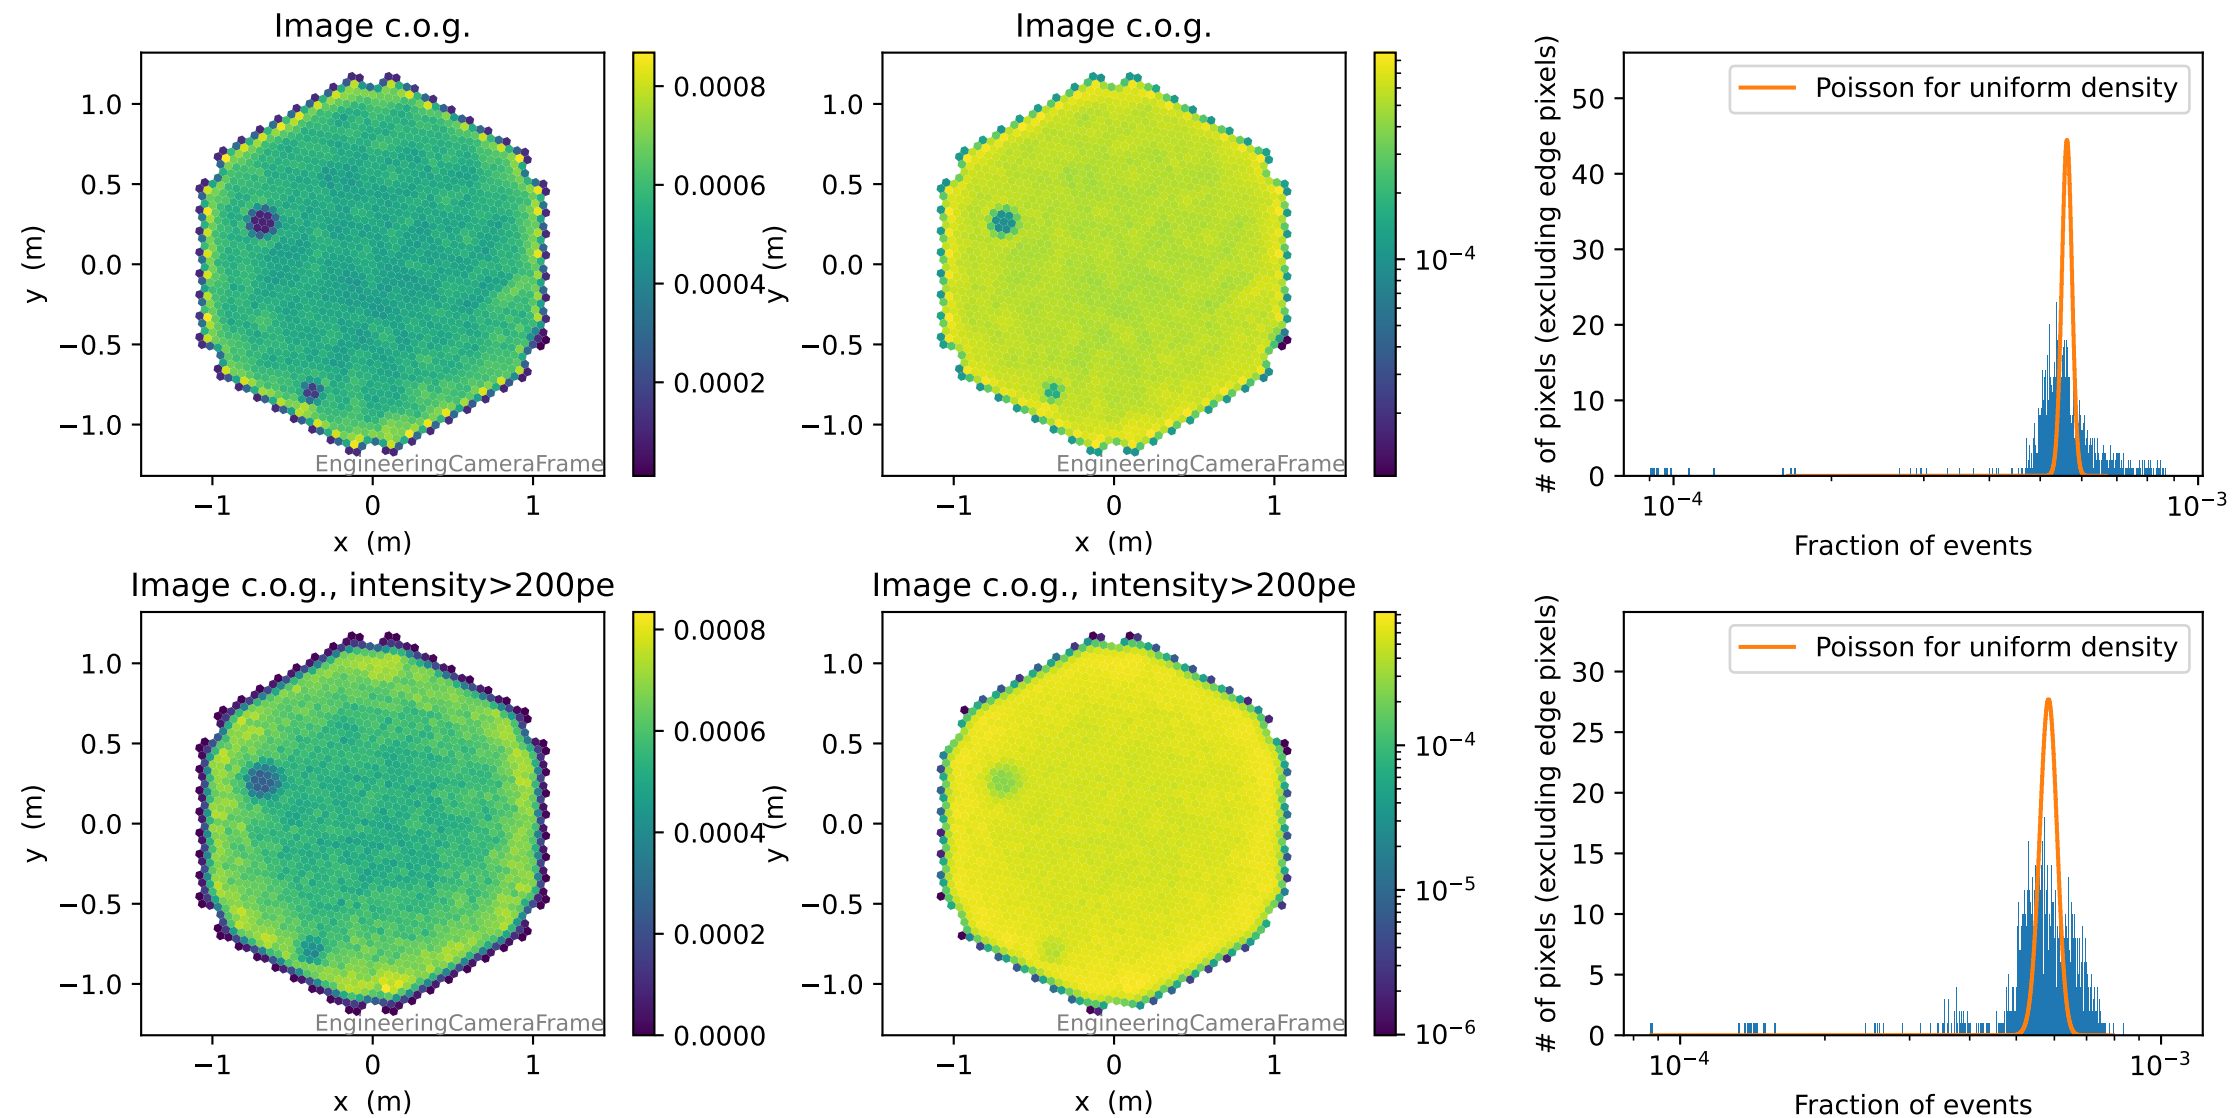 Image c.o.g.
y (m)
1.0
0.5
0.0
−0.5
−1.0
−1 0 1
x (m)
EngineeringCameraFrame
0.0008
0.0006
0.0004
0.0002
Image c.o.g.
y (m)
1.0
0.5
0.0
−0.5
−1.0
−1 0 1
x (m)
EngineeringCameraFrame
10⁻⁴
# of pixels (excluding edge pixels)
50
40
30
20
10
0
Poisson for uniform density
10⁻⁴ 10⁻³
Fraction of events
Image c.o.g., intensity>200pe
y (m)
1.0
0.5
0.0
−0.5
−1.0
−1 0 1
x (m)
EngineeringCameraFrame
0.0008
0.0006
0.0004
0.0002
0.0000
Image c.o.g., intensity>200pe
y (m)
1.0
0.5
0.0
−0.5
−1.0
−1 0 1
x (m)
EngineeringCameraFrame
10⁻⁴
10⁻⁵
10⁻⁶
# of pixels (excluding edge pixels)
30
25
20
15
10
5
0
Poisson for uniform density
10⁻⁴ 10⁻³
Fraction of events